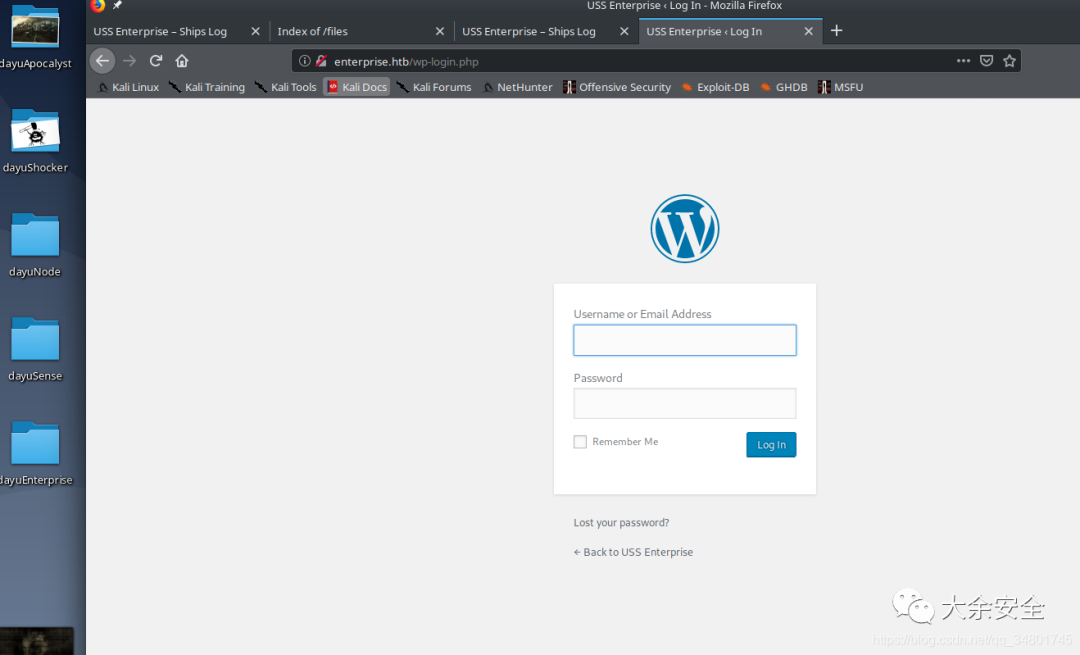 USS Enterprise ‹ Log In - Mozilla Firefox
USS Enterprise – Ships Log
Index of /files
USS Enterprise – Ships Log
USS Enterprise ‹ Log In
enterprise.htb/wp-login.php
Kali Linux
Kali Training
Kali Tools
Kali Docs
Kali Forums
NetHunter
Offensive Security
Exploit-DB
GHDB
MSFU
dayuApocalyst
dayuShocker
dayuNode
dayuSense
dayuEnterprise
Username or Email Address
Password
Remember Me
Log In
Lost your password?
← Back to USS Enterprise
大余安全
https://blog.csdn.net/qq_34801745